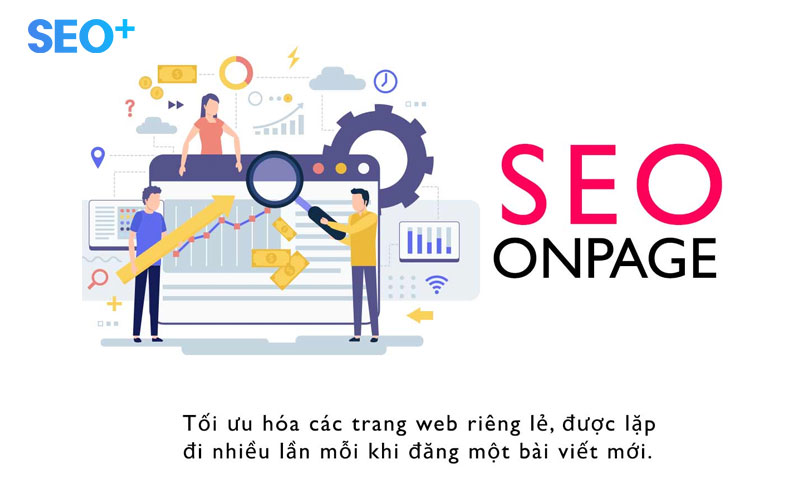 SEO+
?
SEO
ONPAGE
Tối ưu hóa các trang web riêng lẻ, được lặp
đi nhiều lần mỗi khi đăng một bài viết mới.